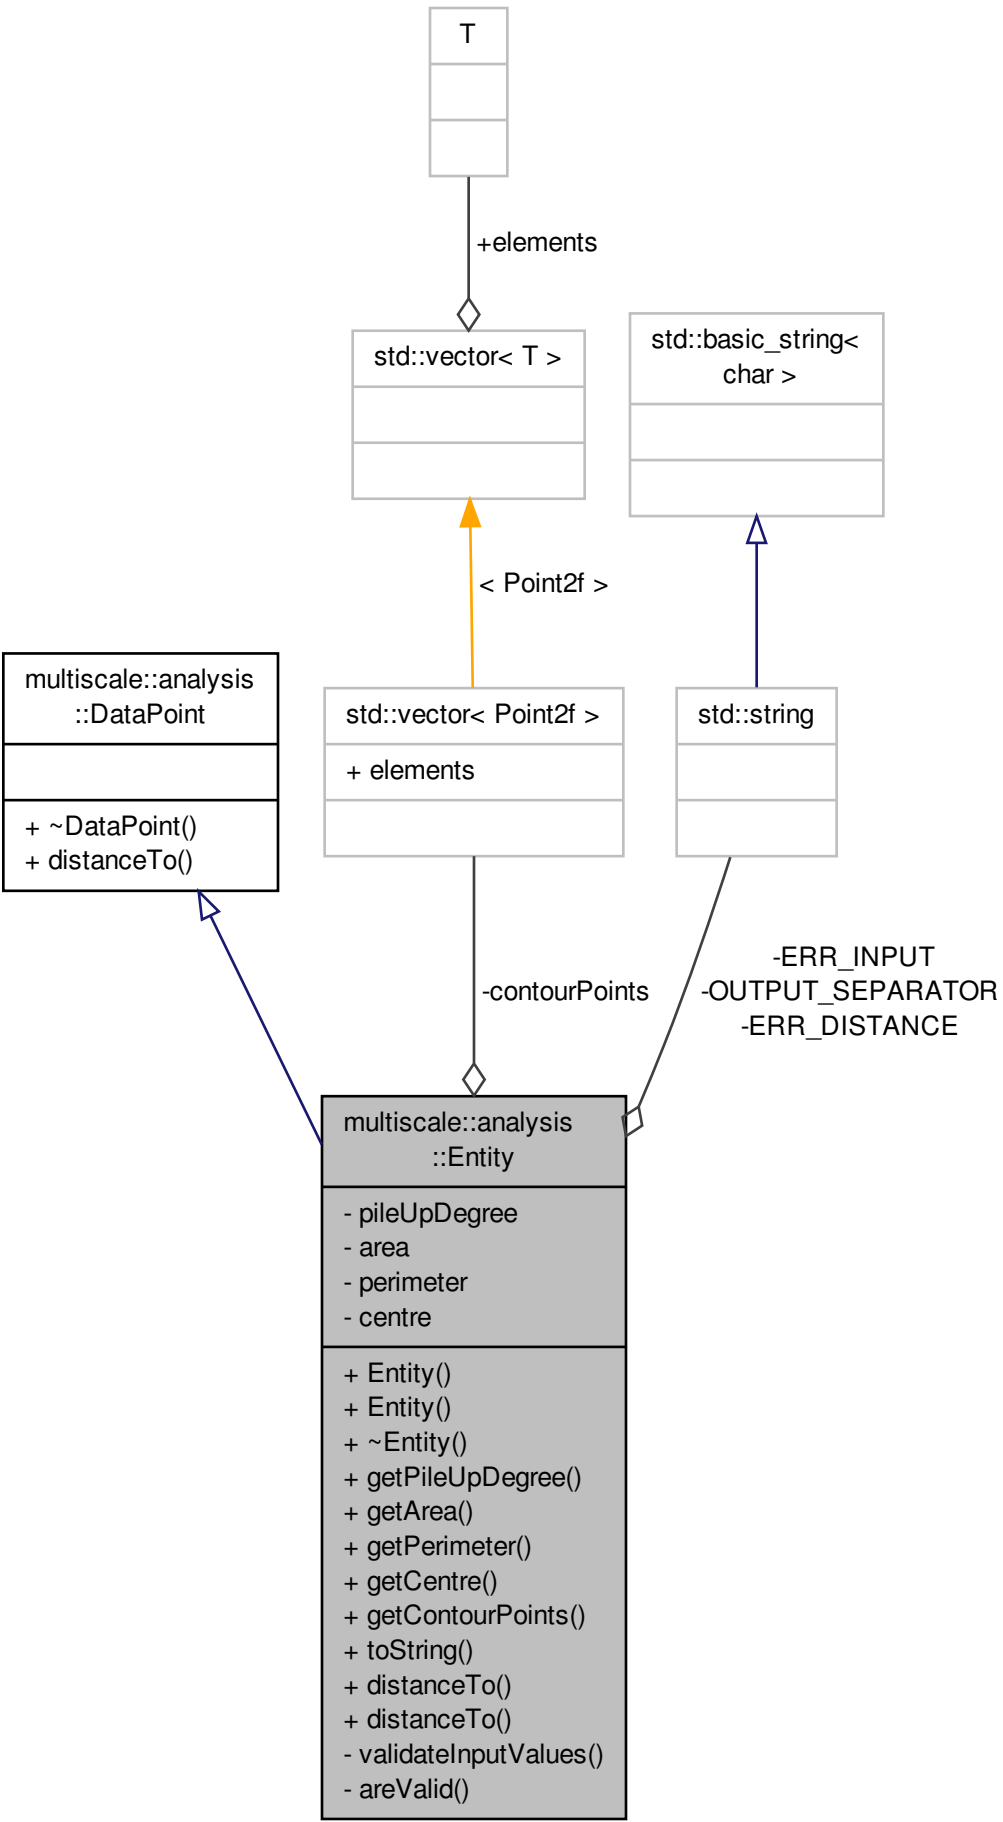 T
+elements
std::vector< T >
std::basic_string<
char >
< Point2f >
multiscale::analysis
::DataPoint
+ ~DataPoint()
+ distanceTo()
std::vector< Point2f >
+ elements
std::string
-contourPoints
-ERR_INPUT
-OUTPUT_SEPARATOR
-ERR_DISTANCE
multiscale::analysis
::Entity
- pileUpDegree
- area
- perimeter
- centre
+ Entity()
+ Entity()
+ ~Entity()
+ getPileUpDegree()
+ getArea()
+ getPerimeter()
+ getCentre()
+ getContourPoints()
+ toString()
+ distanceTo()
+ distanceTo()
- validateInputValues()
- areValid()